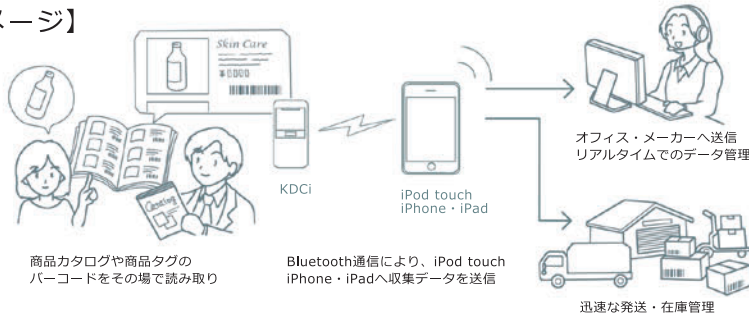 メージ】
Skin Care
¥0000
Catalog
KDCi
iPod touch
iPhone・iPad
オフィス・メーカーへ送信
リアルタイムでのデータ管理
商品カタログや商品タグの
バーコードをその場で読み取り
Bluetooth通信により、iPod touch
iPhone・iPadへ収集データを送信
迅速な発送・在庫管理